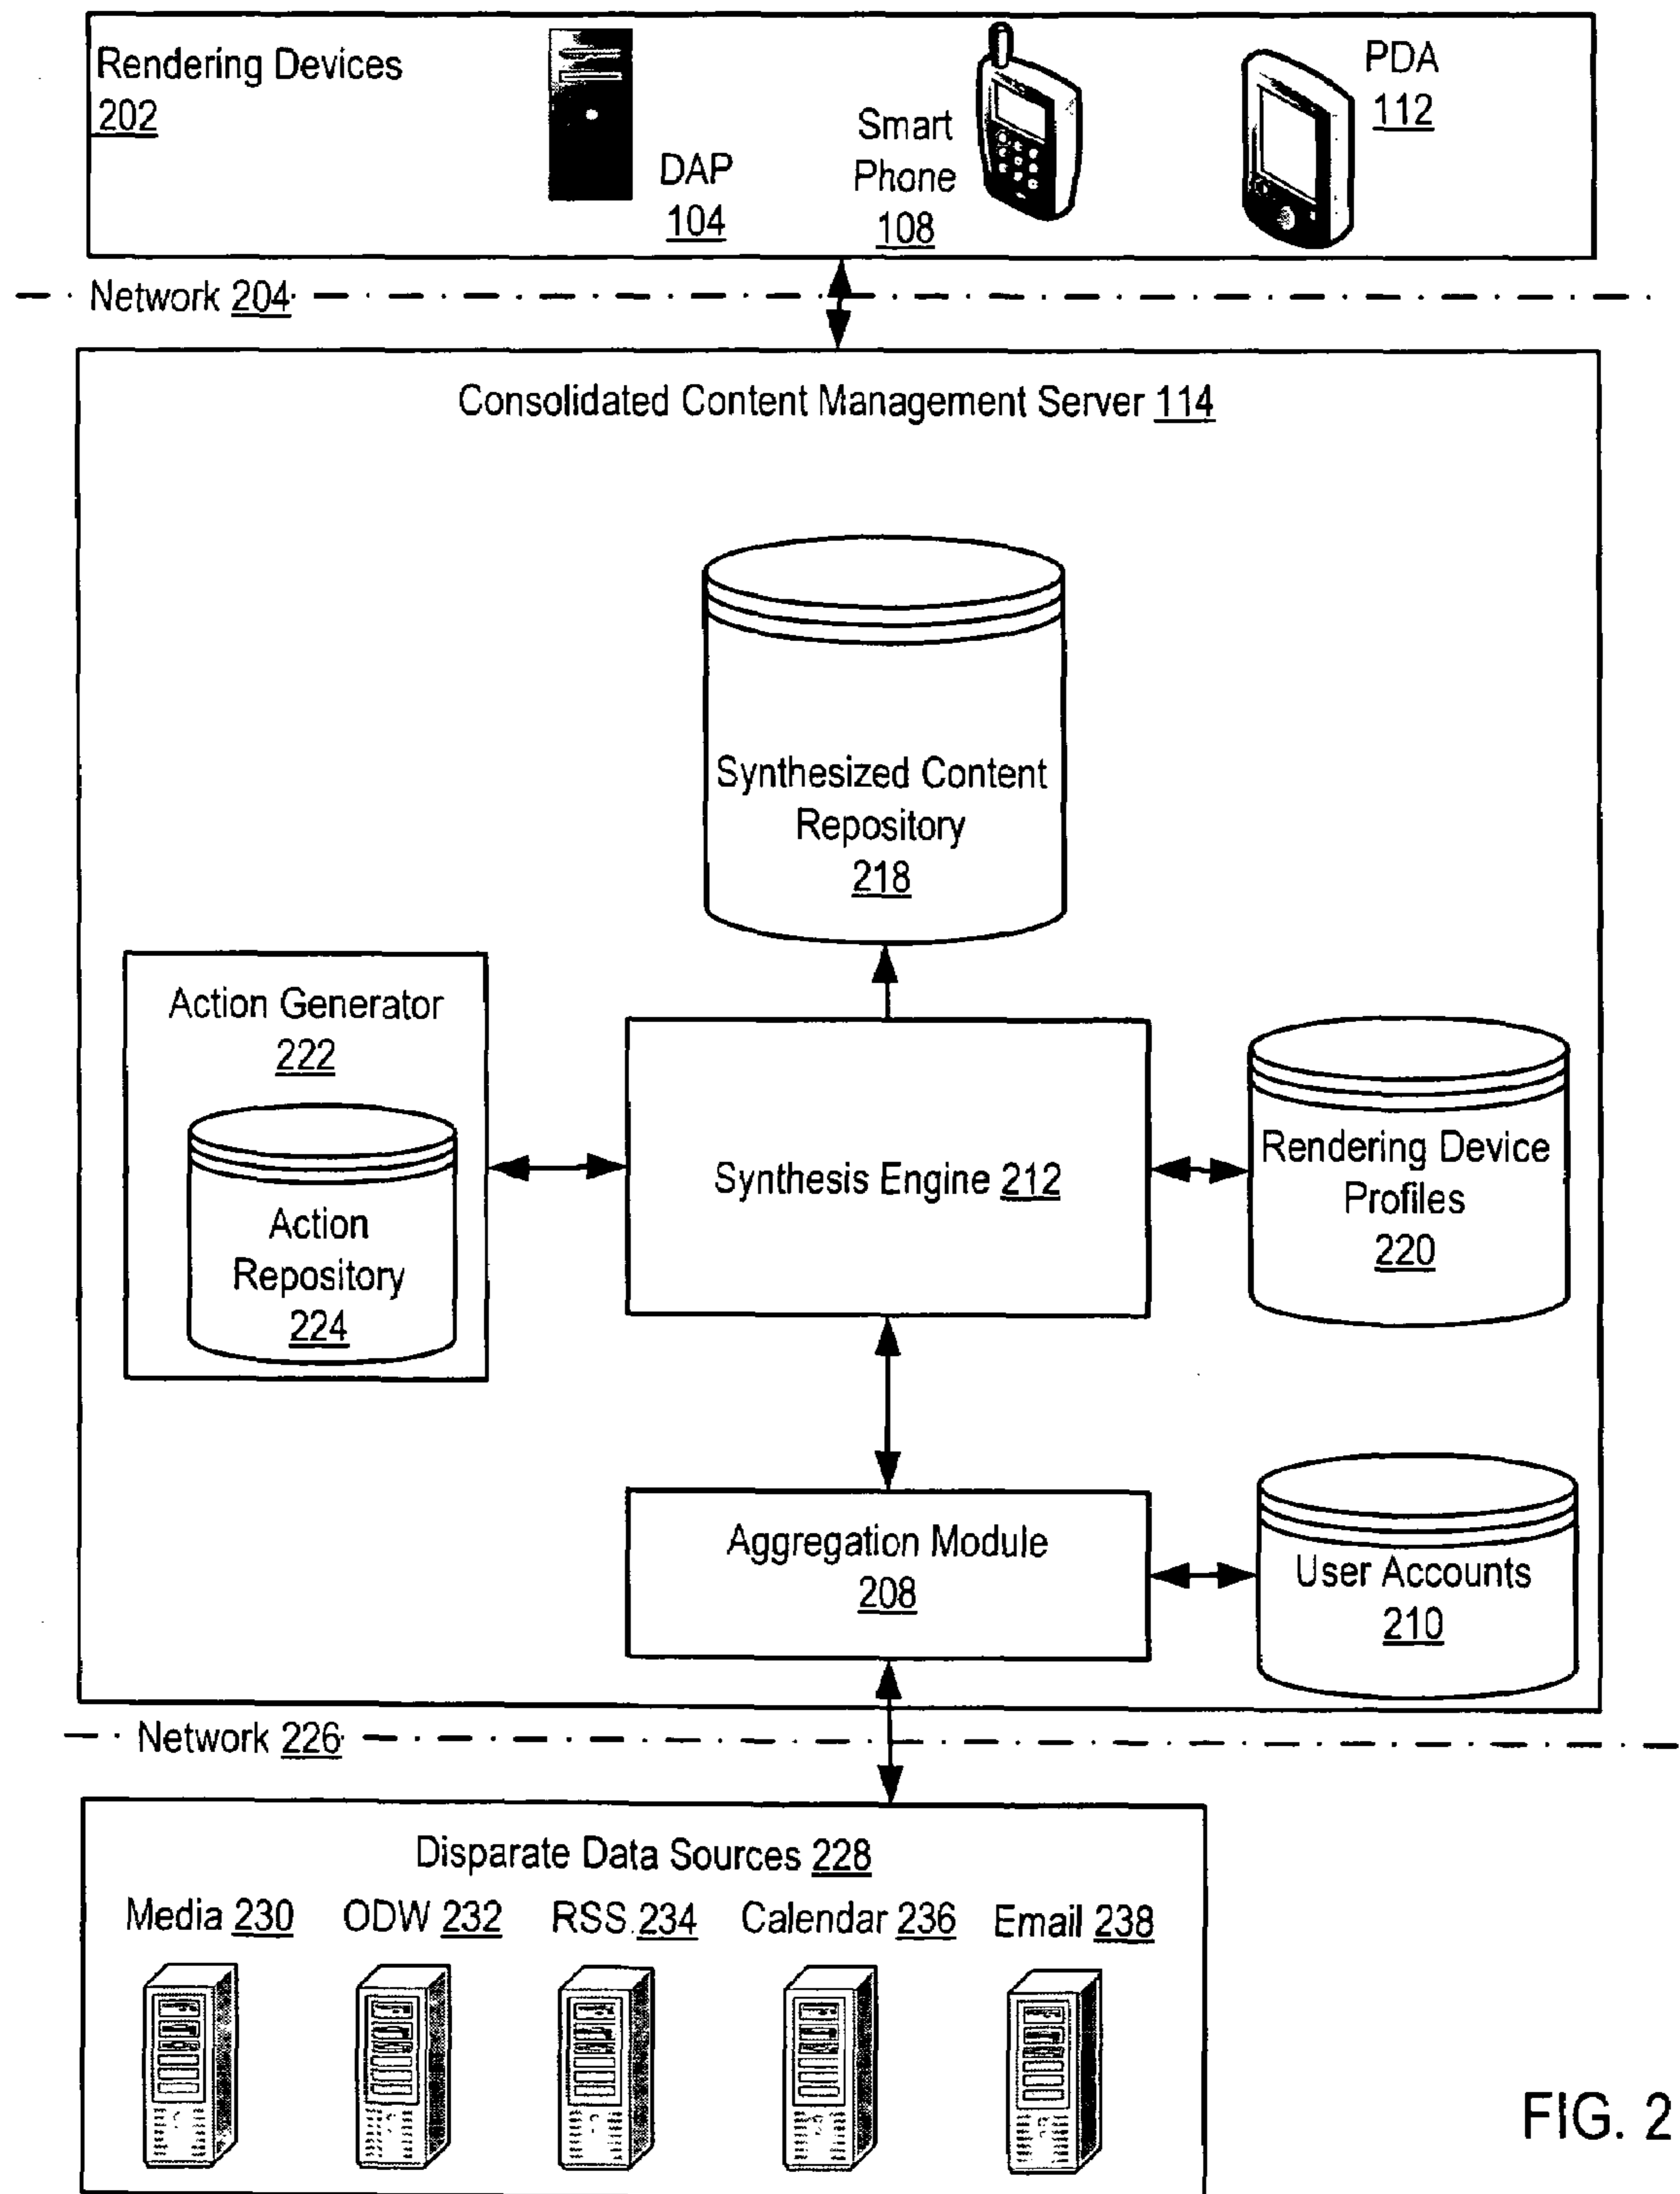 Rendering Devices
202
DAP
104
Smart
Phone
108
PDA
112
Network 204
Consolidated Content Management Server 114
Synthesized Content
Repository
218
Action Generator
222
Action
Repository
224
Synthesis Engine 212
Rendering Device
Profiles
220
Aggregation Module
208
User Accounts
210
Network 226
Disparate Data Sources 228
Media 230
ODW 232
RSS 234
Calendar 236
Email 238
FIG. 2